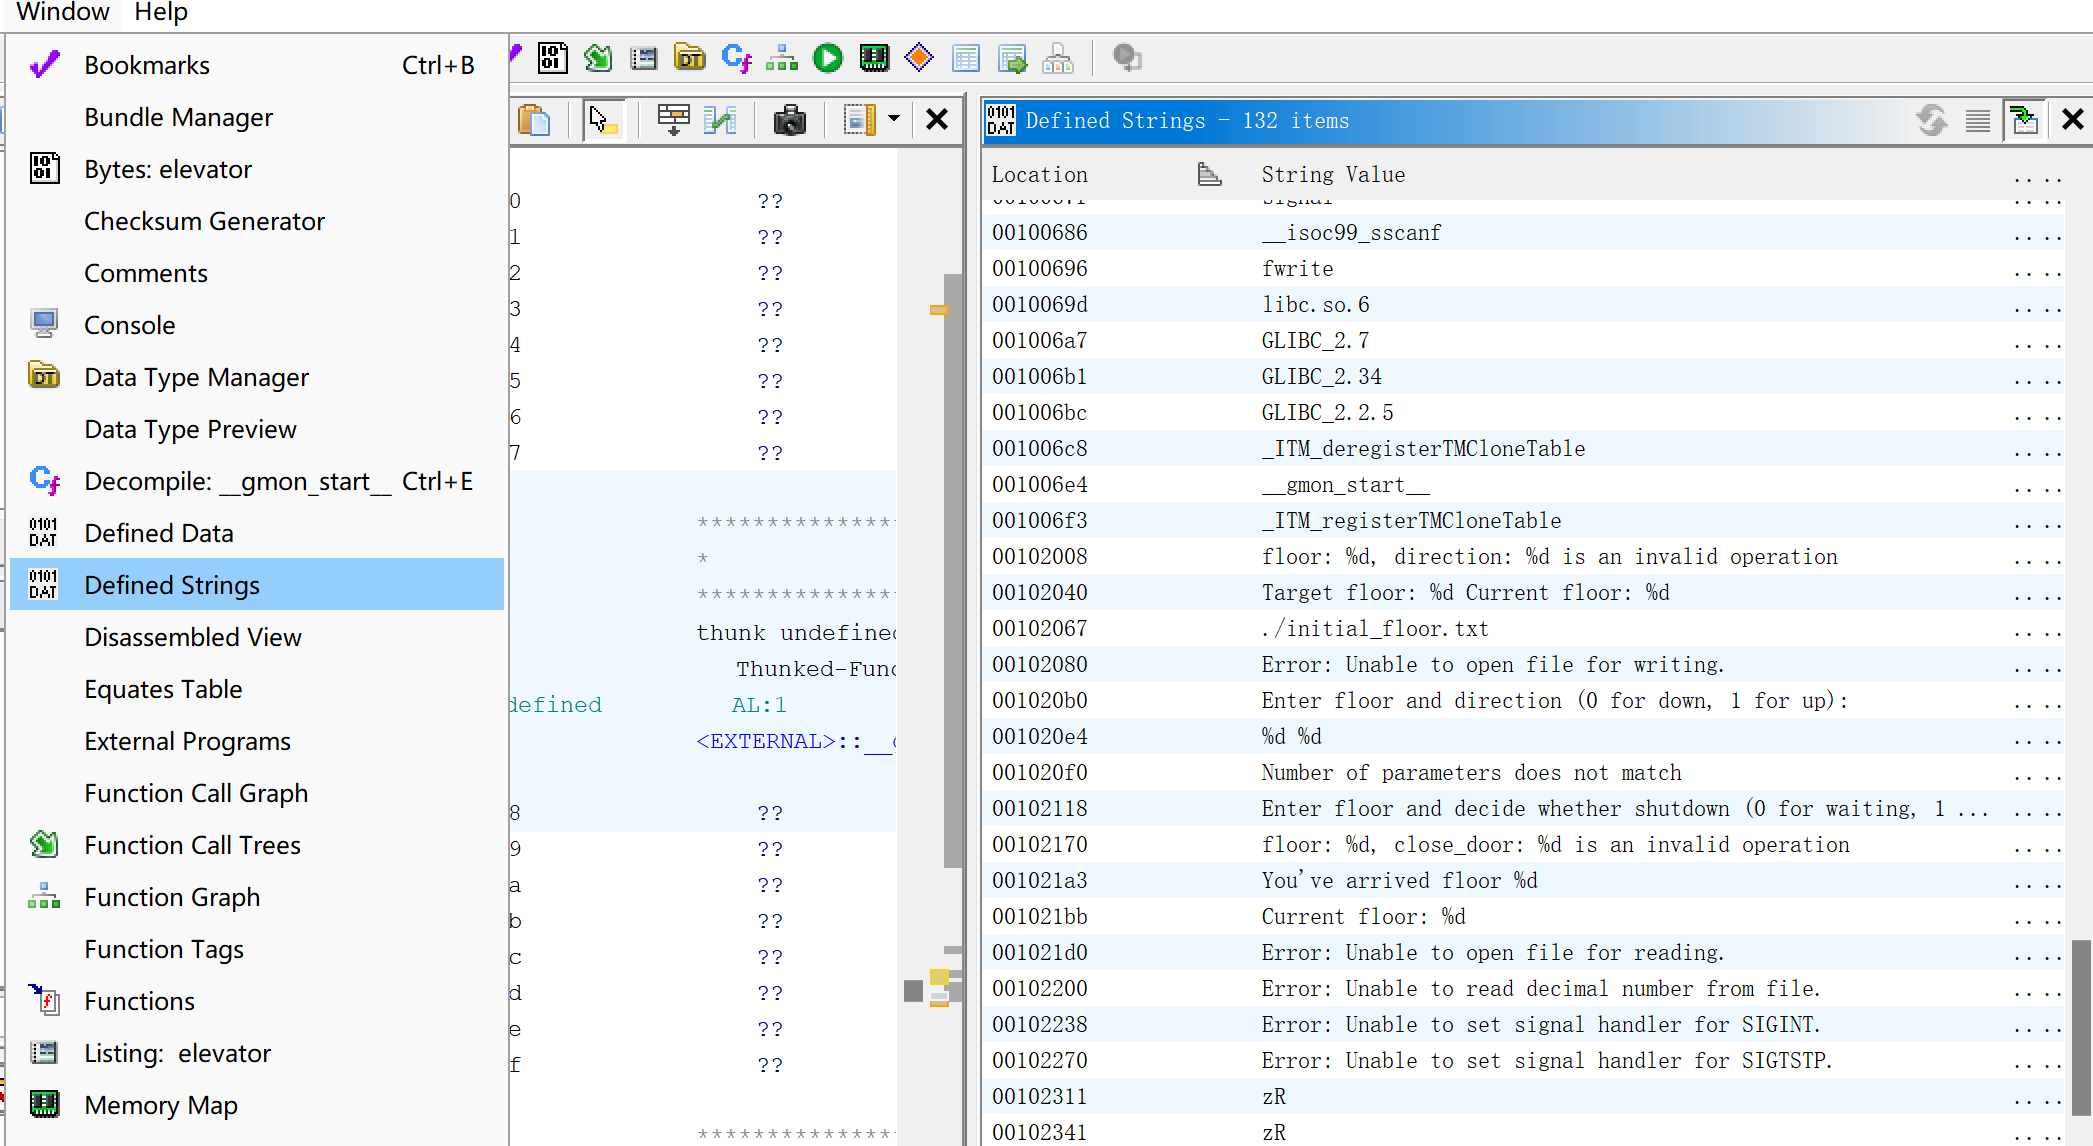 Window Help
Bookmarks Ctrl+B
Bundle Manager
Bytes: elevator
Checksum Generator
Comments
Console
Data Type Manager
Data Type Preview
Decompile: __gmon_start__ Ctrl+E
Defined Data
Defined Strings
Disassembled View
Equates Table
External Programs
Function Call Graph
Function Call Trees
Function Graph
Function Tags
Functions
Listing: elevator
Memory Map
0 ??
1 ??
2 ??
3 ??
4 ??
5 ??
6 ??
7 ??
***************
*
***************
thunk undefined
Thunked-Func
defined AL:1
<EXTERNAL>::__
8 ??
9 ??
a ??
b ??
c ??
d ??
e ??
f ??
***************
Defined Strings - 132 items
Location String Value .. ..
signal .. ..
00100686 __isoc99_sscanf .. ..
00100696 fwrite .. ..
0010069d libc.so.6 .. ..
001006a7 GLIBC_2.7 .. ..
001006b1 GLIBC_2.34 .. ..
001006bc GLIBC_2.2.5 .. ..
001006c8 _ITM_deregisterTMCloneTable .. ..
001006e4 __gmon_start__ .. ..
001006f3 _ITM_registerTMCloneTable .. ..
00102008 floor: %d, direction: %d is an invalid operation .. ..
00102040 Target floor: %d Current floor: %d .. ..
00102067 ./initial_floor.txt .. ..
00102080 Error: Unable to open file for writing. .. ..
001020b0 Enter floor and direction (0 for down, 1 for up): .. ..
001020e4 %d %d .. ..
001020f0 Number of parameters does not match .. ..
00102118 Enter floor and decide whether shutdown (0 for waiting, 1 ... .. ..
00102170 floor: %d, close_door: %d is an invalid operation .. ..
001021a3 You've arrived floor %d .. ..
001021bb Current floor: %d .. ..
001021d0 Error: Unable to open file for reading. .. ..
00102200 Error: Unable to read decimal number from file. .. ..
00102238 Error: Unable to set signal handler for SIGINT. .. ..
00102270 Error: Unable to set signal handler for SIGTSTP. .. ..
00102311 zR .. ..
00102341 zR .. ..